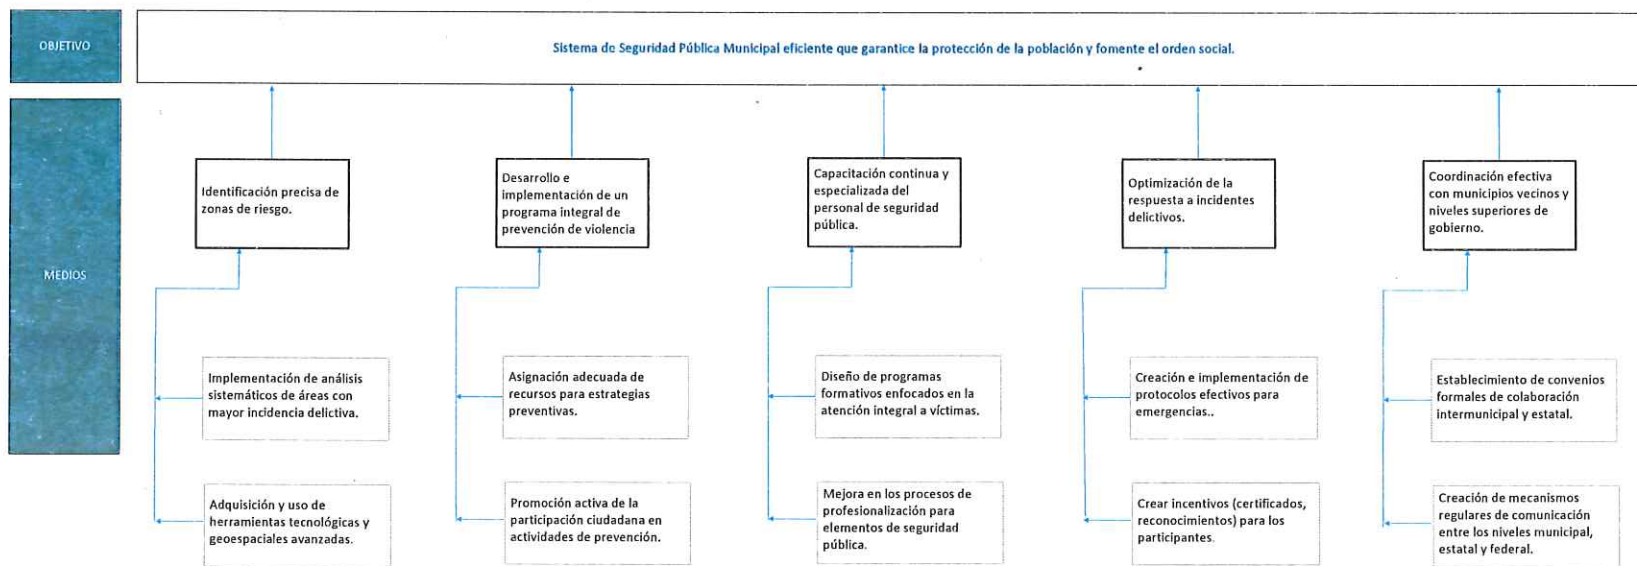 OBJETIVO
Sistema de Seguridad Pública Municipal eficiente que garantice la protección de la población y fomente el orden social.
MEDIOS
Identificación precisa de
zonas de riesgo.
Desarrollo e
implementación de un
programa integral de
prevención de violencia
Capacitación continua y
especializada del
personal de seguridad
pública.
Optimización de la
respuesta a incidentes
delictivos.
Coordinación efectiva
con municipios vecinos y
niveles superiores de
gobierno.
Implementación de análisis
sistemáticos de áreas con
mayor incidencia delictiva.
Asignación adecuada de
recursos para estrategias
preventivas.
Diseño de programas
formativos enfocados en la
atención integral a víctimas.
Creación e implementación de
protocolos efectivos para
emergencias..
Establecimiento de convenios
formales de colaboración
intermunicipal y estatal.
Adquisición y uso de
herramientas tecnológicas y
geoespaciales avanzadas.
Promoción activa de la
participación ciudadana en
actividades de prevención.
Mejora en los procesos de
profesionalización para
elementos de seguridad
pública.
Crear incentivos (certificados,
reconocimientos) para los
participantes.
Creación de mecanismos
regulares de comunicación
entre los niveles municipal,
estatal y federal.